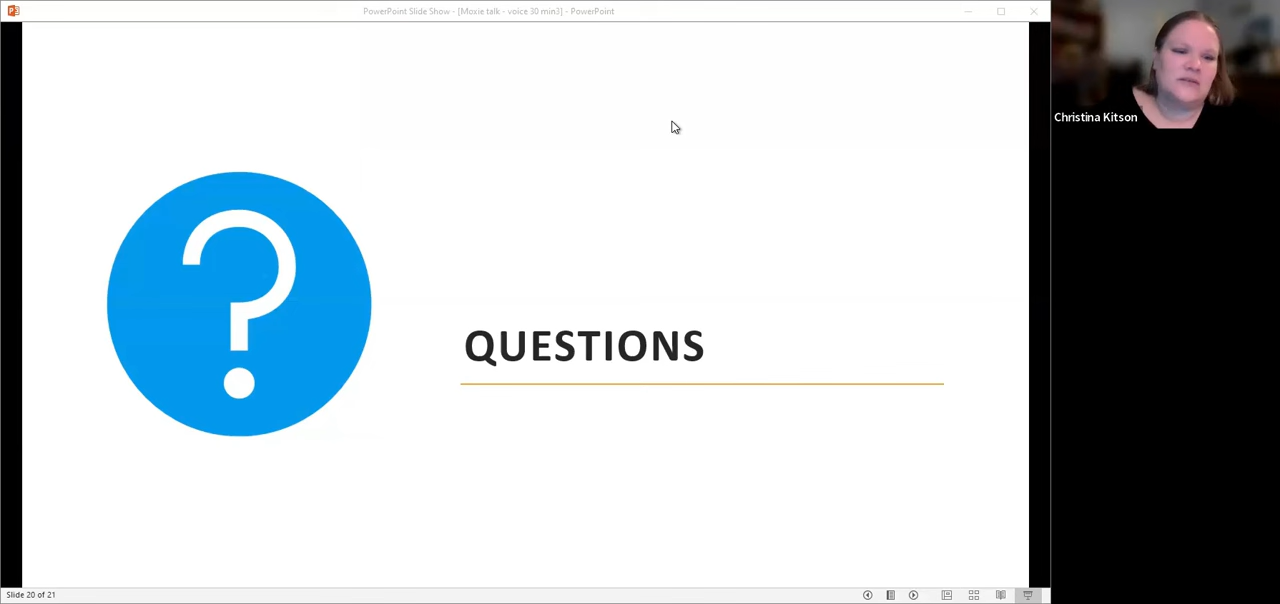 PowerPoint Slide Show - [Moxie talk - voice 30 min3] - PowerPoint
Christina Kitson
?
QUESTIONS
Slide 20 of 21